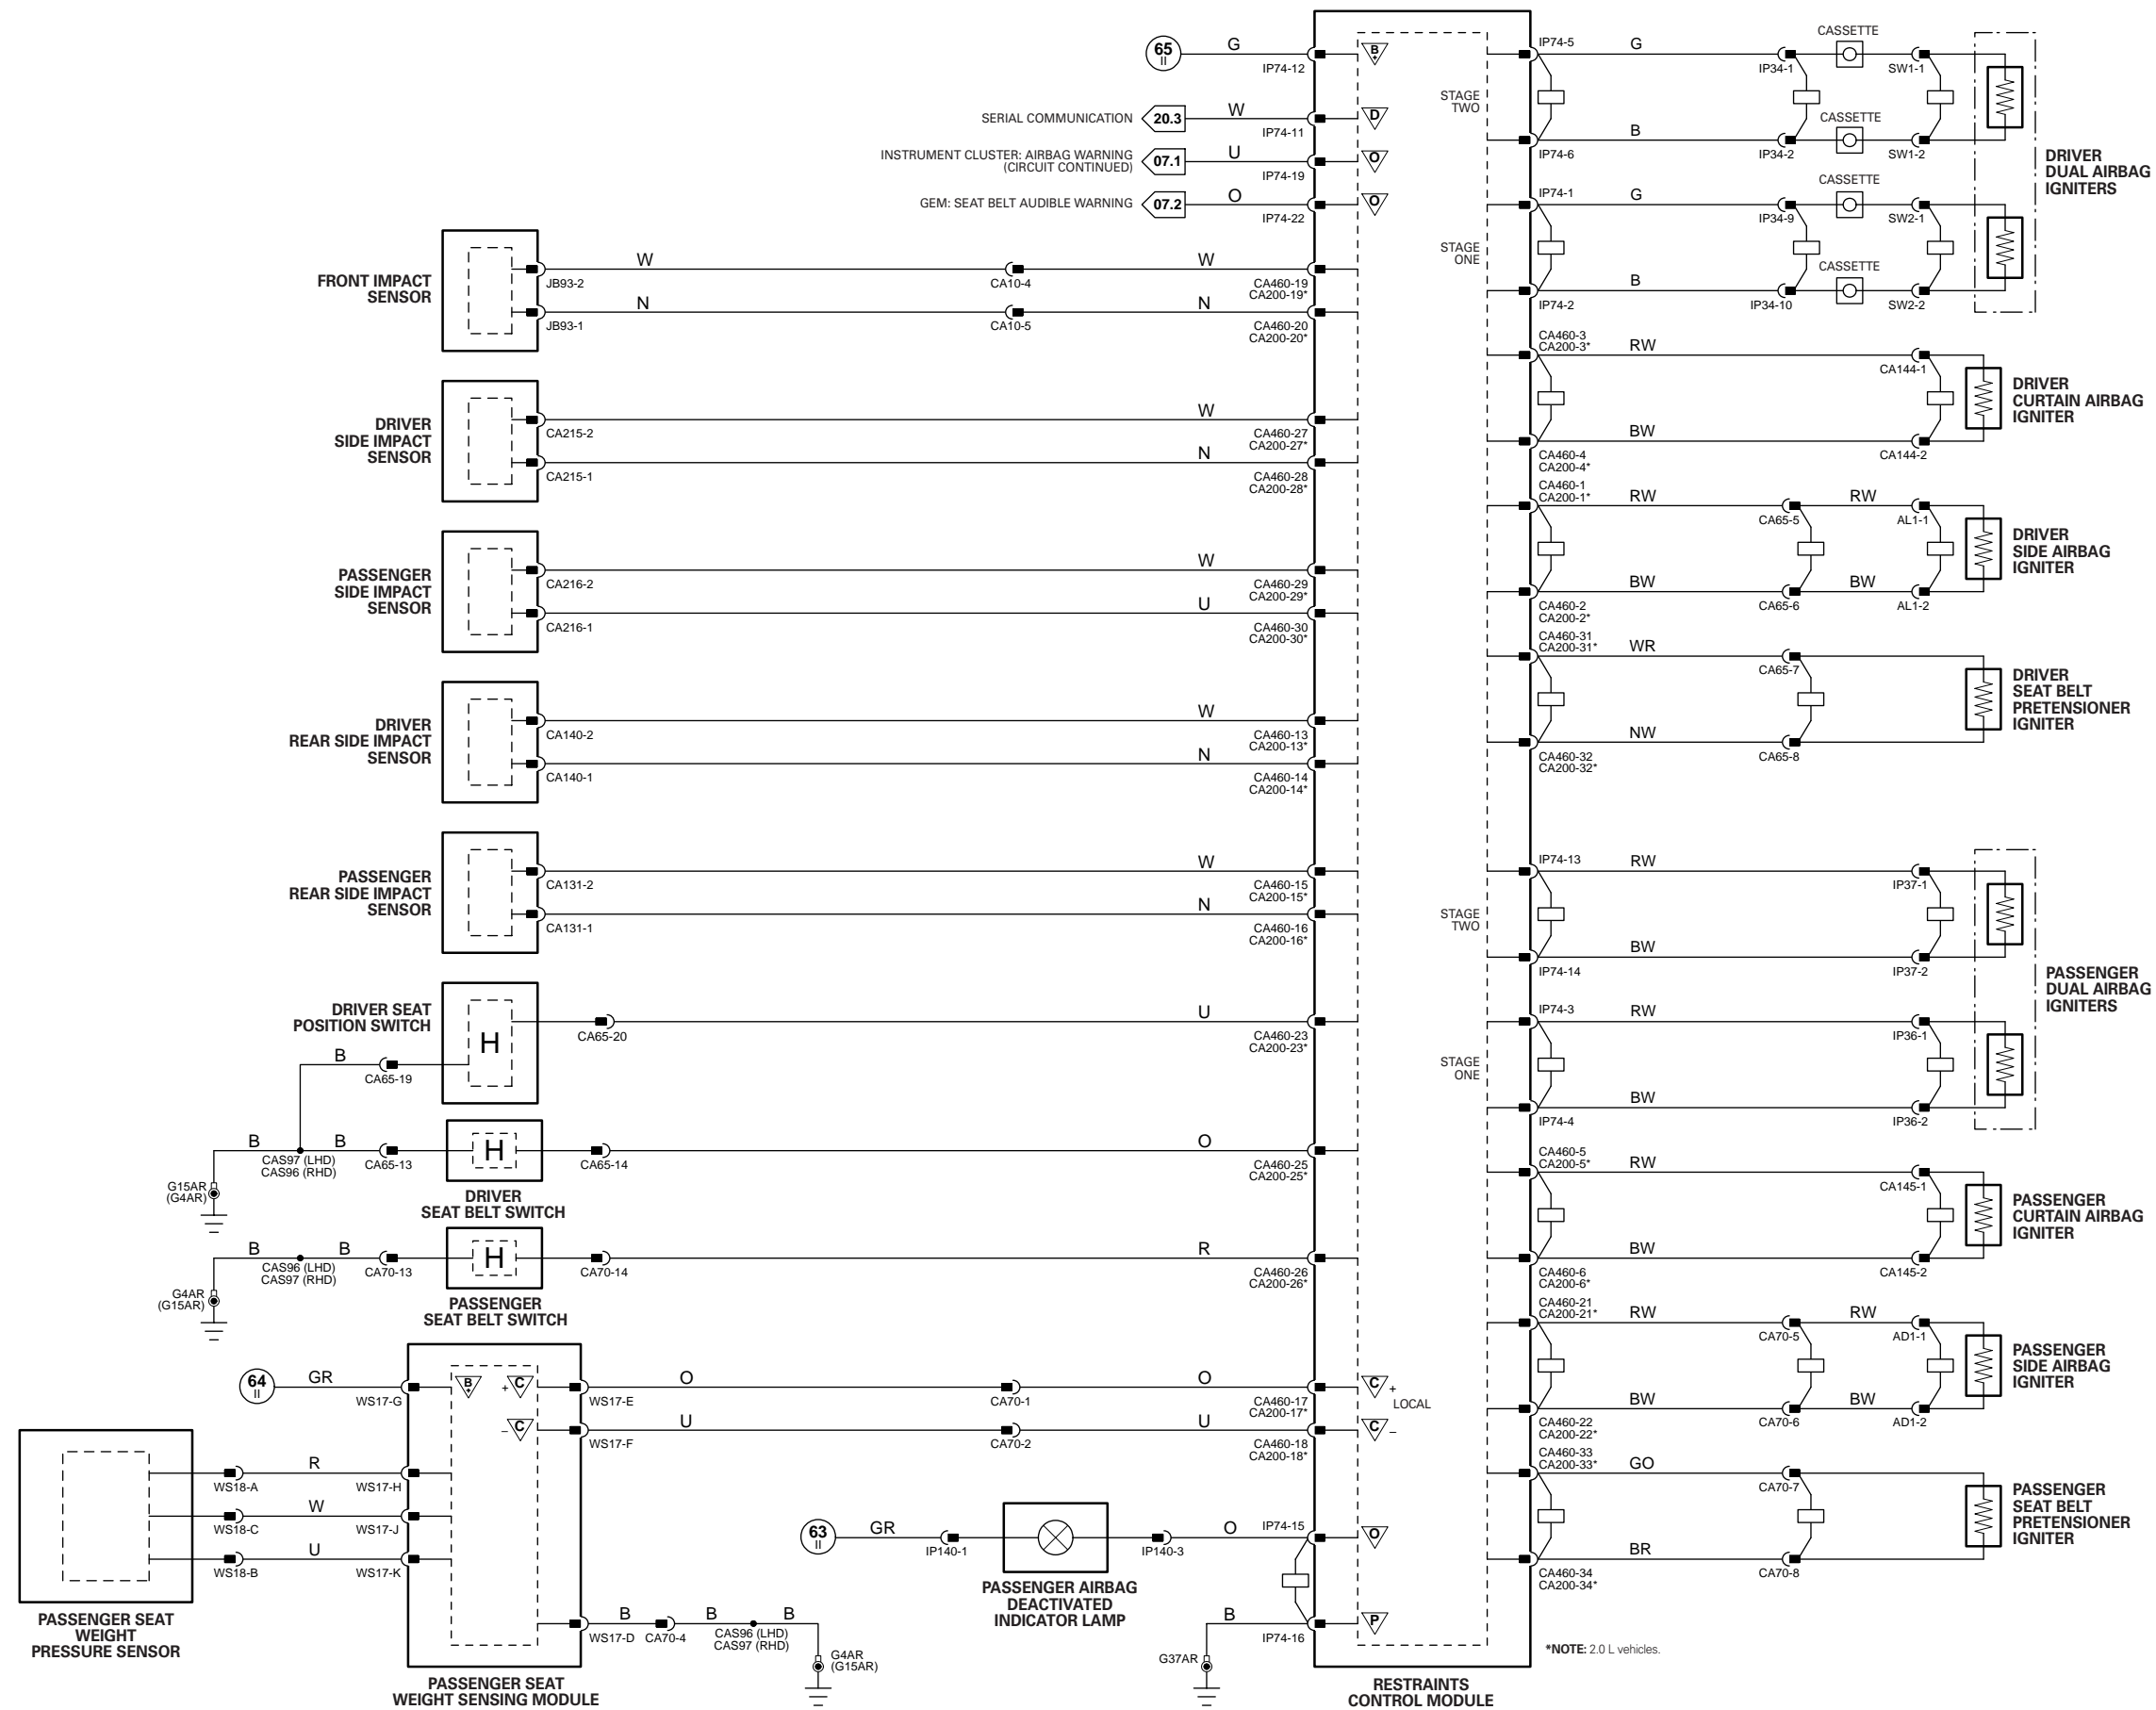 65
II
G
IP74-12
B
+
SERIAL COMMUNICATION
20.3
W
IP74-11
D
INSTRUMENT CLUSTER: AIRBAG WARNING
(CIRCUIT CONTINUED)
07.1
U
IP74-19
O
GEM: SEAT BELT AUDIBLE WARNING
07.2
O
IP74-22
O
FRONT IMPACT
SENSOR
JB93-2
W
CA10-4
W
CA460-19
CA200-19*
JB93-1
N
CA10-5
N
CA460-20
CA200-20*
DRIVER
SIDE IMPACT
SENSOR
CA215-2
W
CA460-27
CA200-27*
CA215-1
N
CA460-28
CA200-28*
PASSENGER
SIDE IMPACT
SENSOR
CA216-2
W
CA460-29
CA200-29*
CA216-1
U
CA460-30
CA200-30*
DRIVER
REAR SIDE IMPACT
SENSOR
CA140-2
W
CA460-13
CA200-13*
CA140-1
N
CA460-14
CA200-14*
PASSENGER
REAR SIDE IMPACT
SENSOR
CA131-2
W
CA460-15
CA200-15*
CA131-1
N
CA460-16
CA200-16*
DRIVER SEAT
POSITION SWITCH
H
CA65-20
U
CA460-23
CA200-23*
B
CA65-19
B
CAS97 (LHD)
CAS96 (RHD)
B
CA65-13
H
CA65-14
O
CA460-25
CA200-25*
G15AR
(G4AR)
DRIVER
SEAT BELT SWITCH
B
CAS96 (LHD)
CAS97 (RHD)
B
CA70-13
H
CA70-14
R
CA460-26
CA200-26*
G4AR
(G15AR)
PASSENGER
SEAT BELT SWITCH
64
II
GR
WS17-G
B
+
+
C
WS17-E
O
CA70-1
O
CA460-17
CA200-17*
C
+
LOCAL
–
C
WS17-F
U
CA70-2
U
CA460-18
CA200-18*
C
–
WS18-A
R
WS17-H
WS18-C
W
WS17-J
WS18-B
U
WS17-K
PASSENGER SEAT
WEIGHT
PRESSURE SENSOR
WS17-D
B
CA70-4
B
CAS96 (LHD)
CAS97 (RHD)
B
G4AR
(G15AR)
PASSENGER SEAT
WEIGHT SENSING MODULE
63
II
GR
IP140-1
IP140-3
O
IP74-15
O
PASSENGER AIRBAG
DEACTIVATED
INDICATOR LAMP
B
IP74-16
P
G37AR
RESTRAINTS
CONTROL MODULE
STAGE
TWO
IP74-5
G
IP34-1
CASSETTE
SW1-1
IP74-6
B
IP34-2
CASSETTE
SW1-2
DRIVER
DUAL AIRBAG
IGNITERS
STAGE
ONE
IP74-1
G
IP34-9
CASSETTE
SW2-1
IP74-2
B
IP34-10
CASSETTE
SW2-2
CA460-3
CA200-3*
RW
CA144-1
CA460-4
CA200-4*
BW
CA144-2
DRIVER
CURTAIN AIRBAG
IGNITER
CA460-1
CA200-1*
RW
CA65-5
RW
AL1-1
CA460-2
CA200-2*
BW
CA65-6
BW
AL1-2
DRIVER
SIDE AIRBAG
IGNITER
CA460-31
CA200-31*
WR
CA65-7
CA460-32
CA200-32*
NW
CA65-8
DRIVER
SEAT BELT
PRETENSIONER
IGNITER
STAGE
TWO
IP74-13
RW
IP37-1
IP74-14
BW
IP37-2
PASSENGER
DUAL AIRBAG
IGNITERS
STAGE
ONE
IP74-3
RW
IP36-1
IP74-4
BW
IP36-2
CA460-5
CA200-5*
RW
CA145-1
CA460-6
CA200-6*
BW
CA145-2
PASSENGER
CURTAIN AIRBAG
IGNITER
CA460-21
CA200-21*
RW
CA70-5
RW
AD1-1
CA460-22
CA200-22*
BW
CA70-6
BW
AD1-2
PASSENGER
SIDE AIRBAG
IGNITER
CA460-33
CA200-33*
GO
CA70-7
CA460-34
CA200-34*
BR
CA70-8
PASSENGER
SEAT BELT
PRETENSIONER
IGNITER
*NOTE: 2.0 L vehicles.